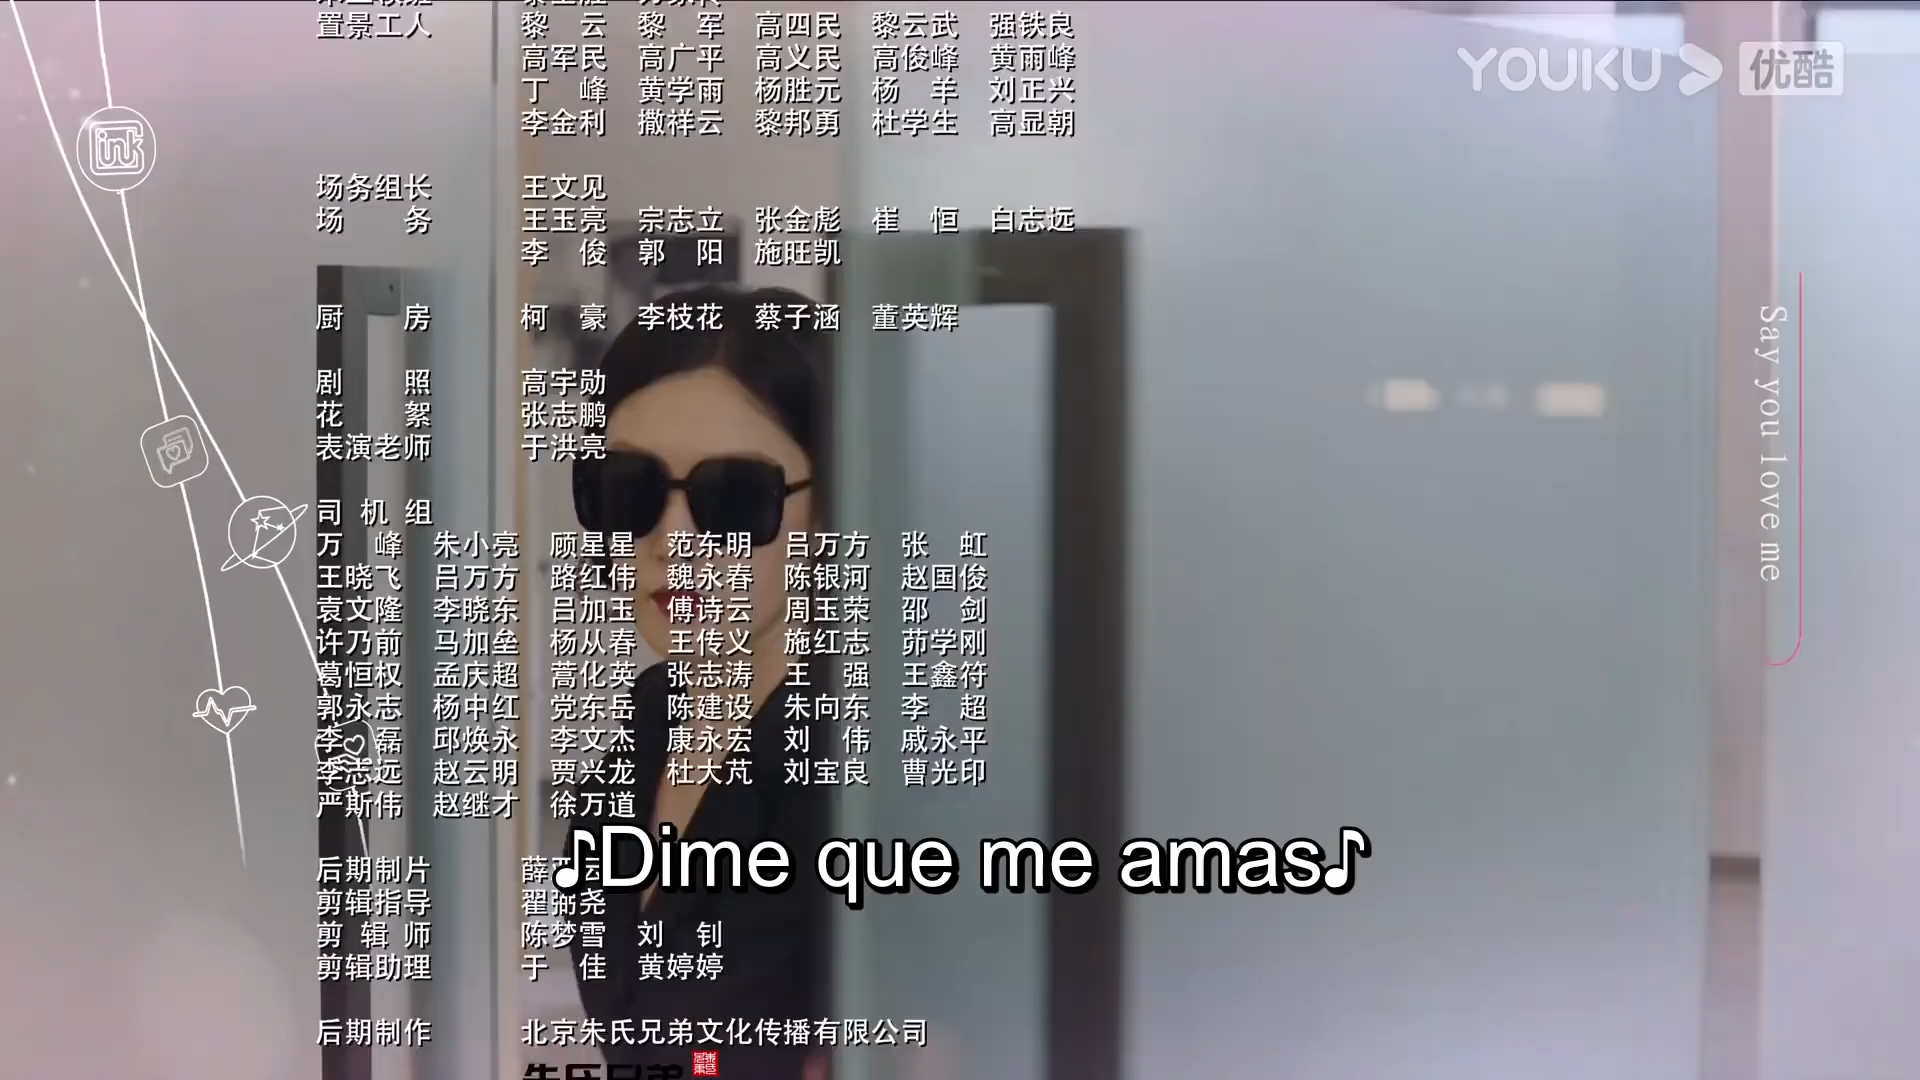 置景工人 黎云 黎军 高四民 黎云武 强铁良
高军民 高广平 高义民 高俊峰 黄雨峰
丁峰 黄学雨 杨胜元 杨羊 刘正兴
李金利 撒祥云 黎邦勇 杜学生 高显朝
YOUKU 优酷
ink
场务组长 王文见
场务 王玉亮 宗志立 张金彪 崔恒 白志远
李俊 郭阳 施旺凯
厨房 柯豪 李枝花 蔡子涵 董英辉
剧照 高宇勋
花絮 张志鹏
表演老师 于洪亮
Say you love me
司机组
万峰 朱小亮 顾星星 范东明 吕万方 张虹
王晓飞 吕万方 路红伟 魏永春 陈银河 赵国俊
袁文隆 李晓东 吕加玉 傅诗云 周玉荣 邵剑
许乃前 马加垒 杨从春 王传义 施红志 茆学刚
葛恒权 孟庆超 蒿化英 张志涛 王强 王鑫符
郭永志 杨中红 党东岳 陈建设 朱向东 李超
李磊 邱焕永 李文杰 康永宏 刘伟 戚永平
李志远 赵云明 贾兴龙 杜大芃 刘宝良 曹光印
严斯伟 赵继才 徐万道
♪Dime que me amas♪
后期制片 薛
剪辑指导 翟弼尧
剪辑师 陈梦雪 刘钊
剪辑助理 于佳 黄婷婷
后期制作 北京朱氏兄弟文化传播有限公司